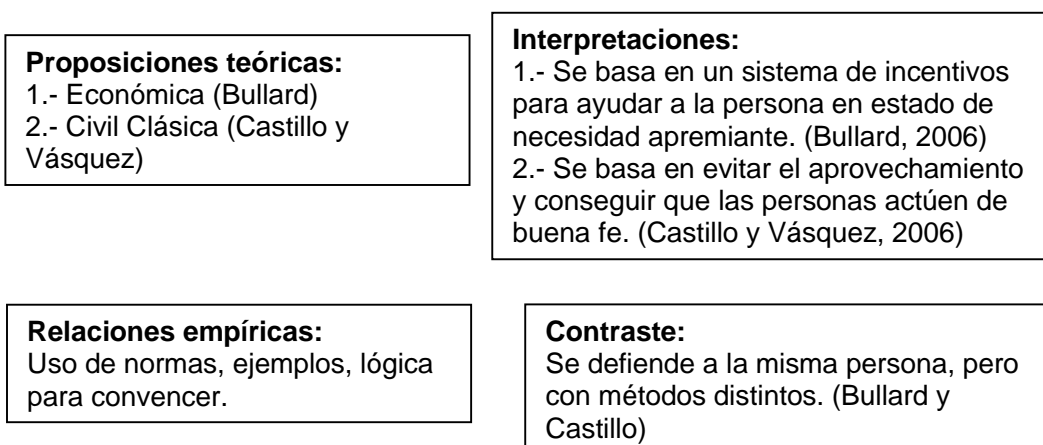 Proposiciones teóricas:
1.- Económica (Bullard)
2.- Civil Clásica (Castillo y
Vásquez)
Interpretaciones:
1.- Se basa en un sistema de incentivos
para ayudar a la persona en estado de
necesidad apremiante. (Bullard, 2006)
2.- Se basa en evitar el aprovechamiento
y conseguir que las personas actúen de
buena fe. (Castillo y Vásquez, 2006)
Relaciones empíricas:
Uso de normas, ejemplos, lógica
para convencer.
Contraste:
Se defiende a la misma persona, pero
con métodos distintos. (Bullard y
Castillo)